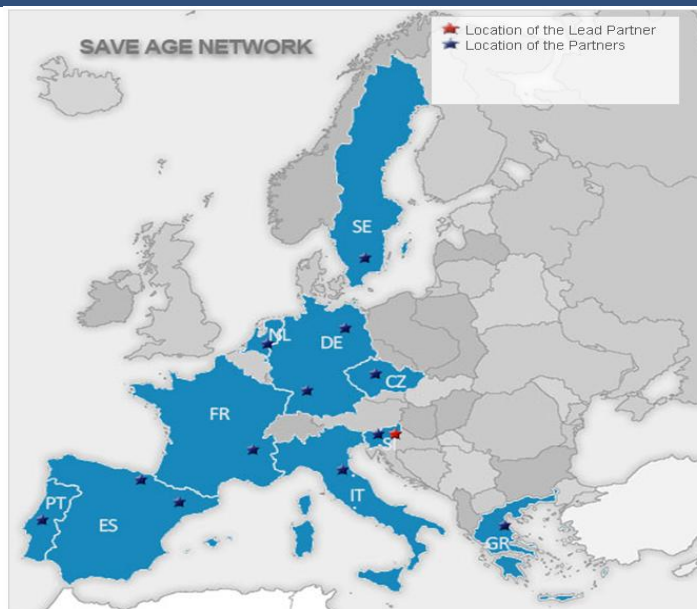 SAVE AGE NETWORK
Location of the Lead Partner
Location of the Partners
SE
NL
DE
CZ
FR
SI
IT
PT
ES
GR